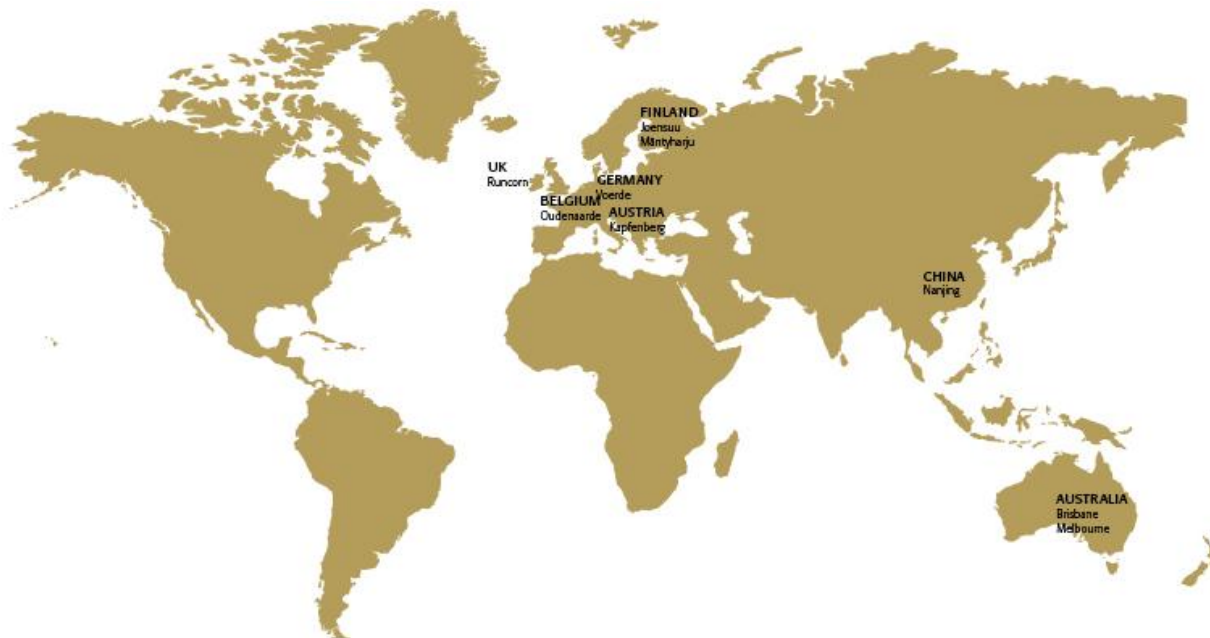 FINLAND
Joensuu
Mäntyharju
UK
Runcorn
GERMANY
Voerde
BELGIUM
Oudenaarde
AUSTRIA
Kapfenberg
CHINA
Nanjing
AUSTRALIA
Brisbane
Melbourne